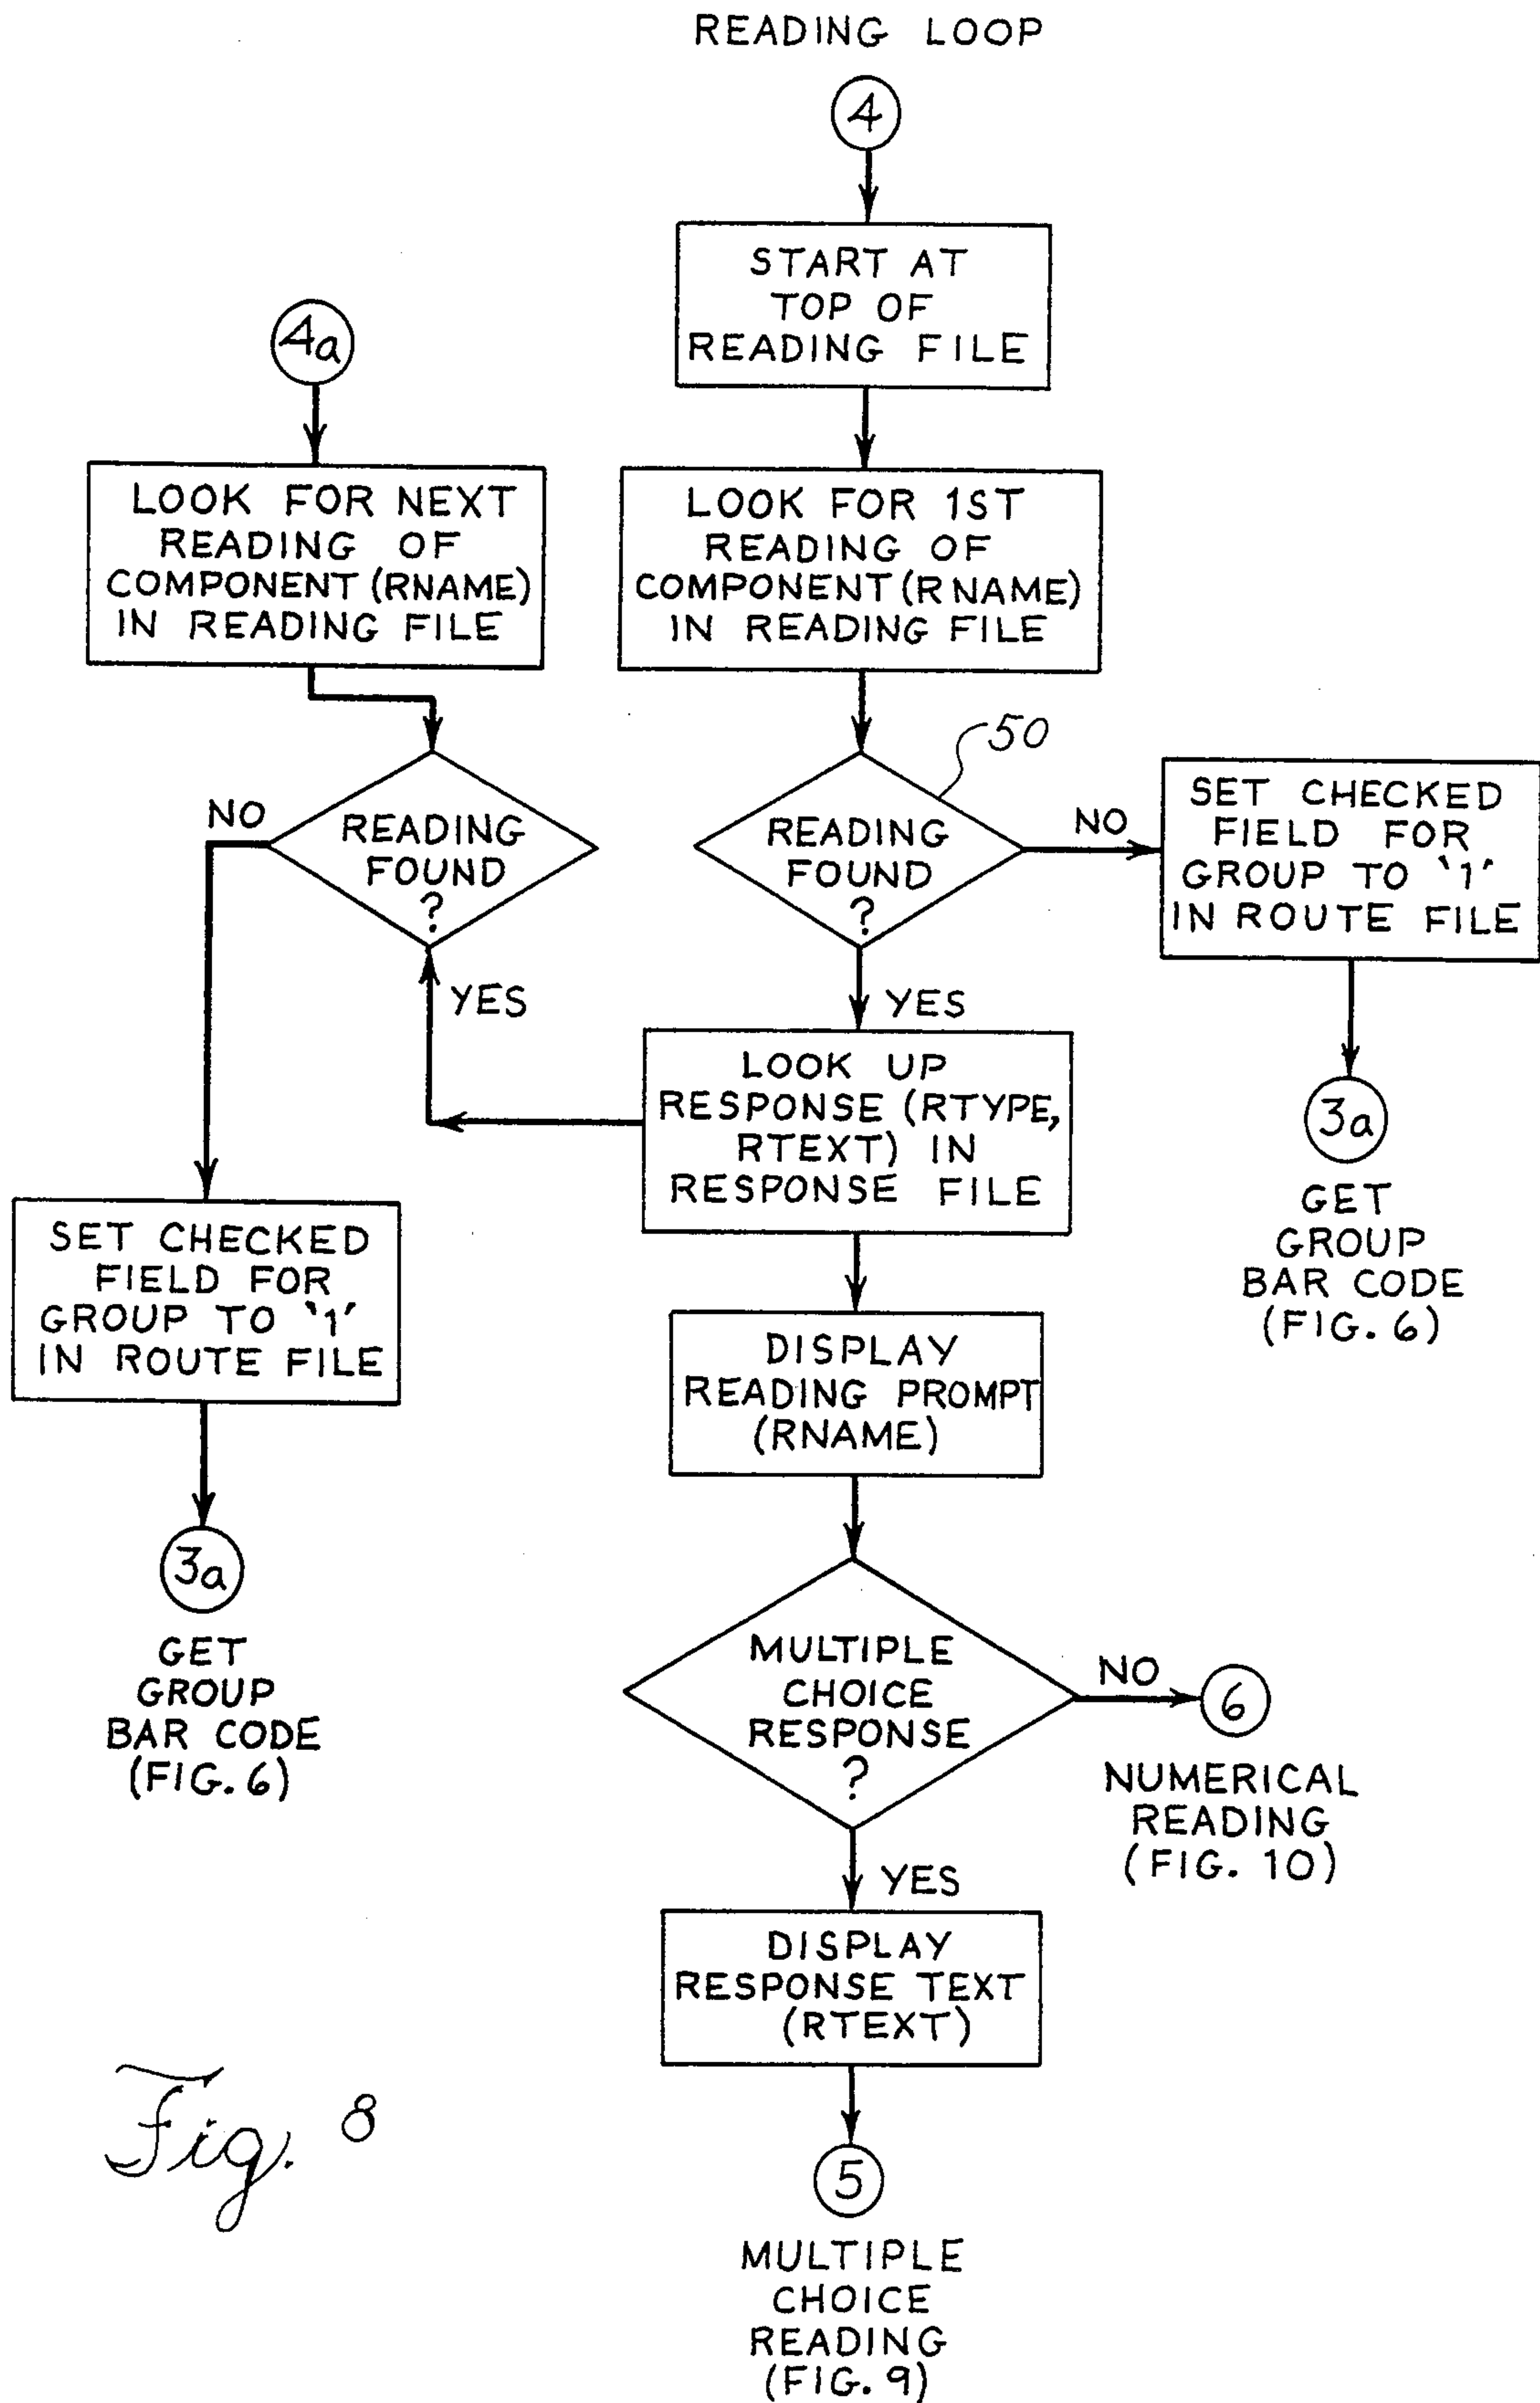 READING LOOP
4
START AT
TOP OF
READING FILE
4a
LOOK FOR NEXT
READING OF
COMPONENT (RNAME)
IN READING FILE
LOOK FOR 1ST
READING OF
COMPONENT (RNAME)
IN READING FILE
50
NO
READING
FOUND
?
YES
READING
FOUND
?
NO
YES
SET CHECKED
FIELD FOR
GROUP TO '1'
IN ROUTE FILE
3a
GET
GROUP
BAR CODE
(FIG. 6)
LOOK UP
RESPONSE (RTYPE,
RTEXT) IN
RESPONSE FILE
SET CHECKED
FIELD FOR
GROUP TO '1'
IN ROUTE FILE
3a
GET
GROUP
BAR CODE
(FIG. 6)
DISPLAY
READING PROMPT
(RNAME)
MULTIPLE
CHOICE
RESPONSE
?
NO
6
NUMERICAL
READING
(FIG. 10)
YES
DISPLAY
RESPONSE TEXT
(RTEXT)
5
MULTIPLE
CHOICE
READING
(FIG. 9)
Fig. 8